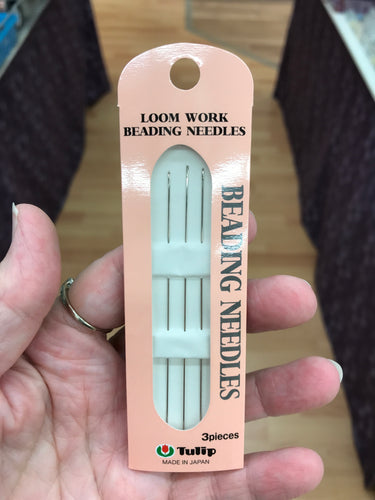 LOOM WORK
BEADING NEEDLES
BEADING NEEDLES
3pieces
Tulip
MADE IN JAPAN